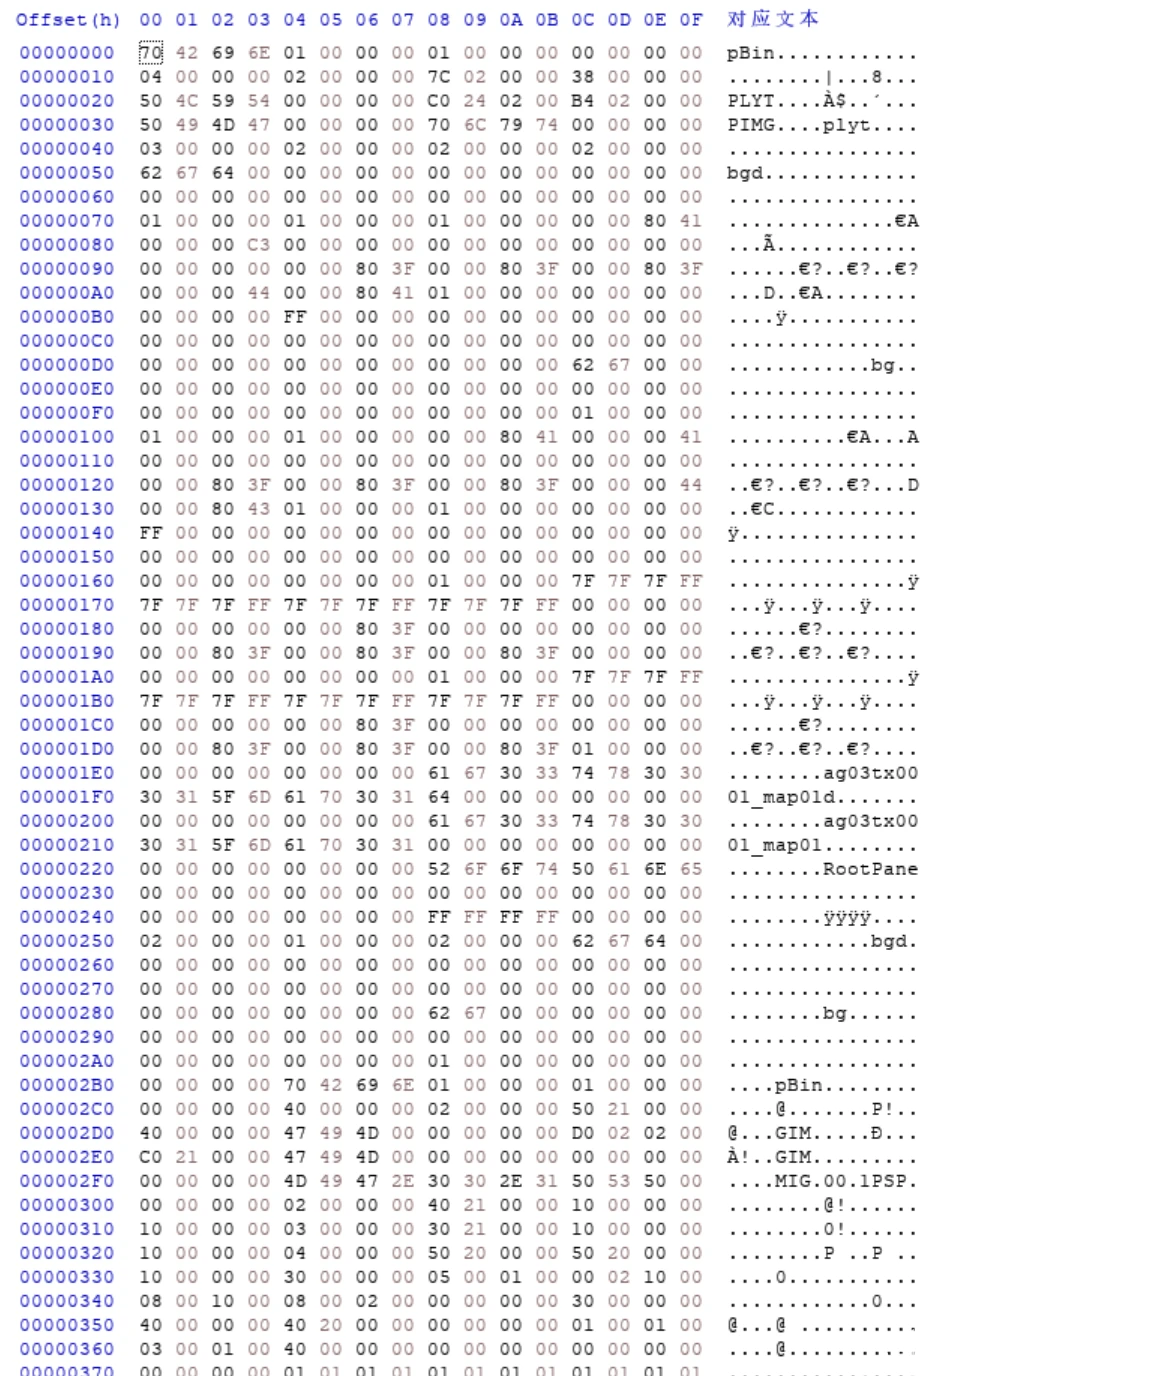 Offset(h) 00 01 02 03 04 05 06 07 08 09 0A 0B 0C 0D 0E 0F 对应文本
00000000 70 42 69 6E 01 00 00 00 01 00 00 00 00 00 00 00 pBin............
00000010 04 00 00 00 02 00 00 00 7C 02 00 00 38 00 00 00 ........|...8...
00000020 50 4C 59 54 00 00 00 00 C0 24 02 00 B4 02 00 00 PLYT....À$..´...
00000030 50 49 4D 47 00 00 00 00 70 6C 79 74 00 00 00 00 PIMG....plyt....
00000040 03 00 00 00 02 00 00 00 02 00 00 00 02 00 00 00 ................
00000050 62 67 64 00 00 00 00 00 00 00 00 00 00 00 00 00 bgd.............
00000060 00 00 00 00 00 00 00 00 00 00 00 00 00 00 00 00 ................
00000070 01 00 00 00 01 00 00 00 01 00 00 00 00 00 80 41 ..............€A
00000080 00 00 00 C3 00 00 00 00 00 00 00 00 00 00 00 00 ...Ã............
00000090 00 00 00 00 00 00 80 3F 00 00 80 3F 00 00 80 3F ......€?..€?..€?
000000A0 00 00 00 44 00 00 80 41 01 00 00 00 00 00 00 00 ...D..€A........
000000B0 00 00 00 00 FF 00 00 00 00 00 00 00 00 00 00 00 ....ÿ...........
000000C0 00 00 00 00 00 00 00 00 00 00 00 00 00 00 00 00 ................
000000D0 00 00 00 00 00 00 00 00 00 00 00 00 62 67 00 00 ............bg..
000000E0 00 00 00 00 00 00 00 00 00 00 00 00 00 00 00 00 ................
000000F0 00 00 00 00 00 00 00 00 00 00 00 00 01 00 00 00 ................
00000100 01 00 00 00 01 00 00 00 00 00 80 41 00 00 00 41 ..........€A...A
00000110 00 00 00 00 00 00 00 00 00 00 00 00 00 00 00 00 ................
00000120 00 00 80 3F 00 00 80 3F 00 00 80 3F 00 00 00 44 ..€?..€?..€?...D
00000130 00 00 80 43 01 00 00 00 01 00 00 00 00 00 00 00 ..€C............
00000140 FF 00 00 00 00 00 00 00 00 00 00 00 00 00 00 00 ÿ...............
00000150 00 00 00 00 00 00 00 00 00 00 00 00 00 00 00 00 ................
00000160 00 00 00 00 00 00 00 00 01 00 00 00 7F 7F 7F FF ...............ÿ
00000170 7F 7F 7F FF 7F 7F 7F FF 7F 7F 7F FF 00 00 00 00 ...ÿ...ÿ...ÿ....
00000180 00 00 00 00 00 00 80 3F 00 00 00 00 00 00 00 00 ......€?........
00000190 00 00 80 3F 00 00 80 3F 00 00 80 3F 00 00 00 00 ..€?..€?..€?....
000001A0 00 00 00 00 00 00 00 00 01 00 00 00 7F 7F 7F FF ...............ÿ
000001B0 7F 7F 7F FF 7F 7F 7F FF 7F 7F 7F FF 00 00 00 00 ...ÿ...ÿ...ÿ....
000001C0 00 00 00 00 00 00 80 3F 00 00 00 00 00 00 00 00 ......€?........
000001D0 00 00 80 3F 00 00 80 3F 00 00 80 3F 01 00 00 00 ..€?..€?..€?....
000001E0 00 00 00 00 00 00 00 00 61 67 30 33 74 78 30 30 ........ag03tx00
000001F0 30 31 5F 6D 61 70 30 31 64 00 00 00 00 00 00 00 01_map01d.......
00000200 00 00 00 00 00 00 00 00 61 67 30 33 74 78 30 30 ........ag03tx00
00000210 30 31 5F 6D 61 70 30 31 00 00 00 00 00 00 00 00 01_map01........
00000220 00 00 00 00 00 00 00 00 52 6F 6F 74 50 61 6E 65 ........RootPane
00000230 00 00 00 00 00 00 00 00 00 00 00 00 00 00 00 00 ................
00000240 00 00 00 00 00 00 00 00 FF FF FF FF 00 00 00 00 ........ÿÿÿÿ....
00000250 02 00 00 00 01 00 00 00 02 00 00 00 62 67 64 00 ............bgd.
00000260 00 00 00 00 00 00 00 00 00 00 00 00 00 00 00 00 ................
00000270 00 00 00 00 00 00 00 00 00 00 00 00 00 00 00 00 ................
00000280 00 00 00 00 00 00 00 00 62 67 00 00 00 00 00 00 ........bg......
00000290 00 00 00 00 00 00 00 00 00 00 00 00 00 00 00 00 ................
000002A0 00 00 00 00 00 00 00 00 01 00 00 00 00 00 00 00 ................
000002B0 00 00 00 00 70 42 69 6E 01 00 00 00 01 00 00 00 ....pBin........
000002C0 00 00 00 00 40 00 00 00 02 00 00 00 50 21 00 00 ....@.......P!..
000002D0 40 00 00 00 47 49 4D 00 00 00 00 00 D0 02 02 00 @...GIM.....Ð...
000002E0 C0 21 00 00 47 49 4D 00 00 00 00 00 00 00 00 00 À!..GIM.........
000002F0 00 00 00 00 4D 49 47 2E 30 30 2E 31 50 53 50 00 ....MIG.00.1PSP.
00000300 00 00 00 00 02 00 00 00 40 21 00 00 10 00 00 00 ........@!......
00000310 10 00 00 00 03 00 00 00 30 21 00 00 10 00 00 00 ........0!......
00000320 10 00 00 00 04 00 00 00 50 20 00 00 50 20 00 00 ........P ..P ..
00000330 10 00 00 00 30 00 00 00 05 00 01 00 00 02 10 00 ....0...........
00000340 08 00 10 00 08 00 02 00 00 00 00 00 30 00 00 00 ............0...
00000350 40 00 00 00 40 20 00 00 00 00 00 00 01 00 01 00 @...@ ..........
00000360 03 00 01 00 40 00 00 00 00 00 00 00 00 00 00 00 ....@...........
00000370 00 00 00 00 01 01 01 01 01 01 01 01 01 01 01 01 ................